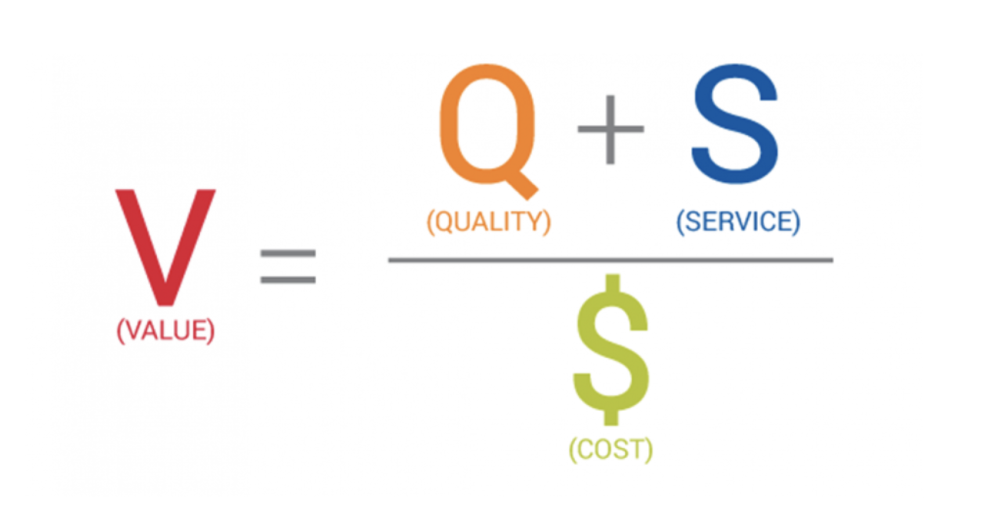 V
(VALUE)
=
Q + S
(QUALITY) (SERVICE)
$
(COST)